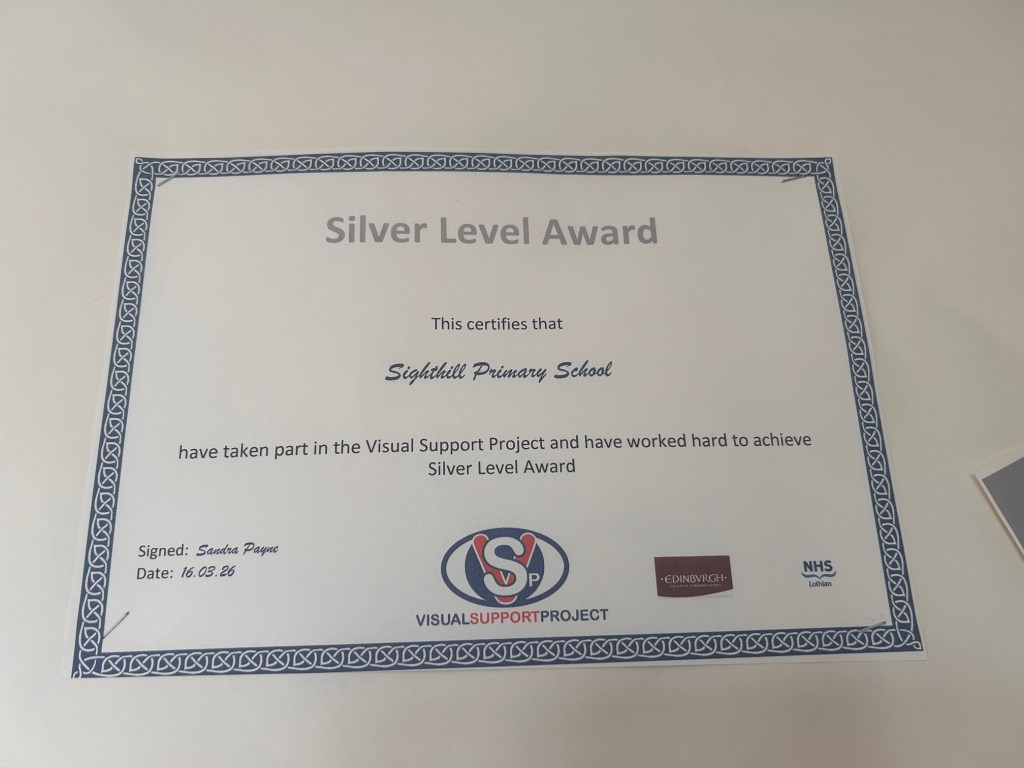 Silver Level Award
This certifies that
Sighthill Primary School
have taken part in the Visual Support Project and have worked hard to achieve
Silver Level Award
Signed: Sandra Payne
Date: 16.03.26
VSP
VISUALSUPPORTPROJECT
·EDINBVRGH·
NHS
Lothian